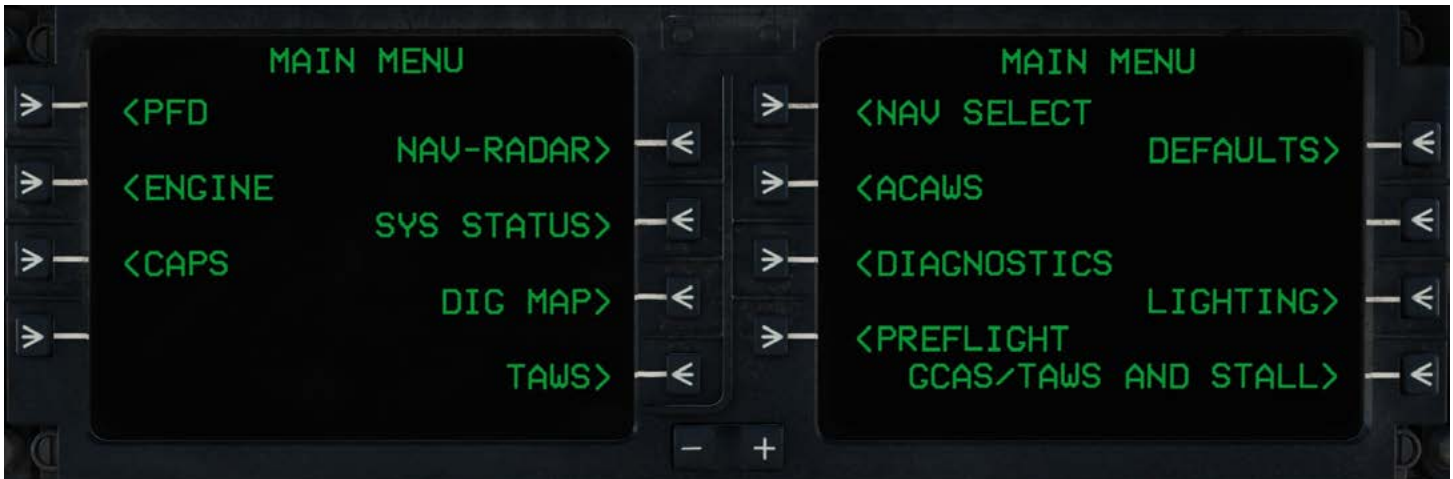 MAIN MENU
<PFD
NAV-RADAR>
<ENGINE
SYS STATUS>
<CAPS
DIG MAP>
TAWS>
MAIN MENU
<NAV SELECT
DEFAULTS>
<ACAWS
<DIAGNOSTICS
LIGHTING>
<PREFLIGHT
GCAS/TAWS AND STALL>
- +